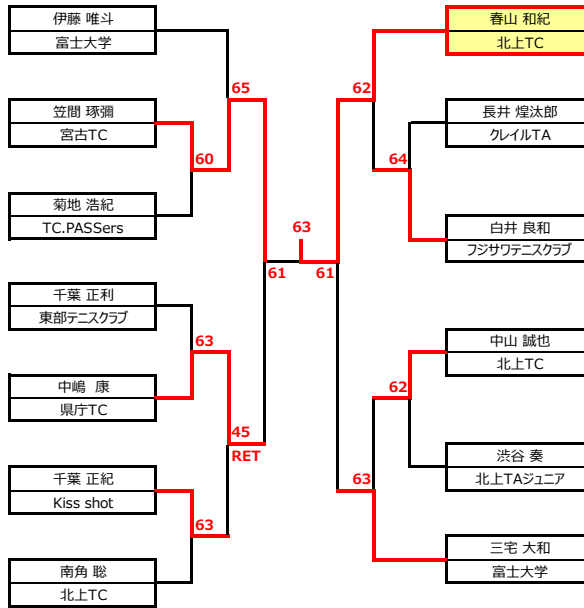 伊藤 唯斗
富士大学
笠間 琢彌
宮古TC
菊地 浩紀
TC.PASSers
千葉 正利
東部テニスクラブ
中嶋 康
県庁TC
千葉 正紀
Kiss shot
南角 聡
北上TC
65
60
63
45
RET
63
61
63
61
62
64
62
63
春山 和紀
北上TC
長井 煌汰郎
クレイルTA
白井 良和
フジサワテニスクラブ
中山 誠也
北上TC
渋谷 奏
北上TAジュニア
三宅 大和
富士大学